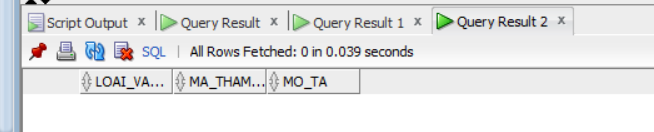 Script Output x Query Result x Query Result 1 x Query Result 2 x
SQL | All Rows Fetched: 0 in 0.039 seconds
LOAI_VA... MA_THAM... MO_TA